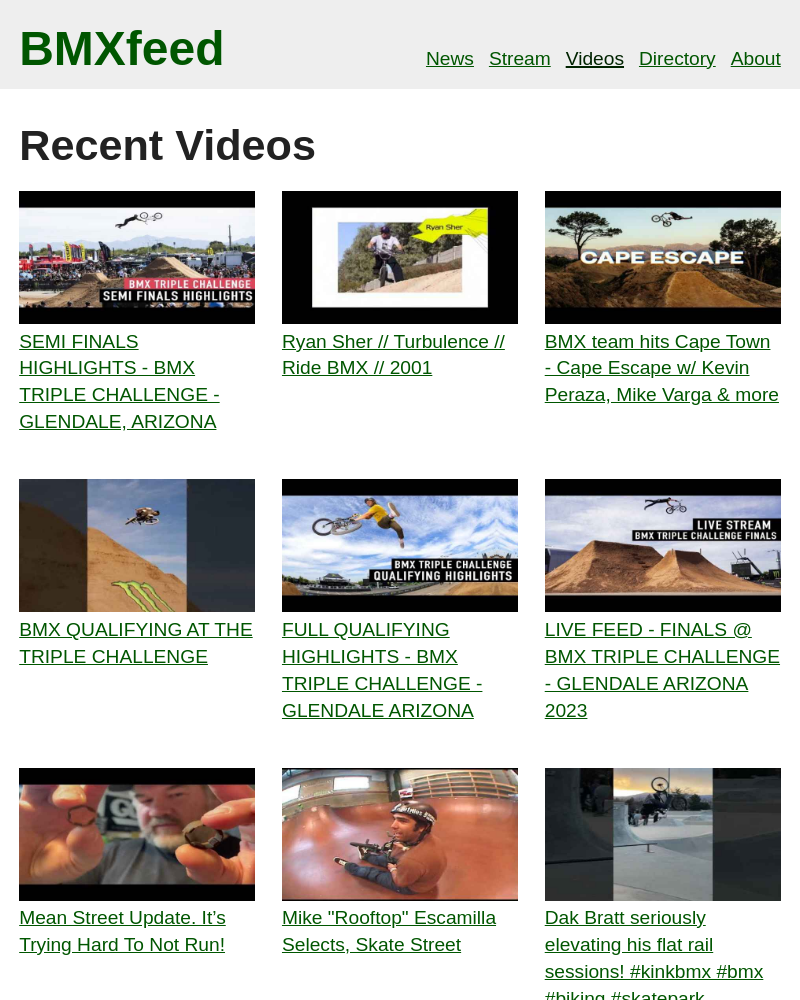 BMXfeed
News Stream Videos Directory About
Recent Videos
BMX TRIPLE CHALLENGE
SEMI FINALS HIGHLIGHTS
Ryan Sher
CAPE ESCAPE
SEMI FINALS
HIGHLIGHTS - BMX
TRIPLE CHALLENGE -
GLENDALE, ARIZONA
Ryan Sher // Turbulence //
Ride BMX // 2001
BMX team hits Cape Town
- Cape Escape w/ Kevin
Peraza, Mike Varga & more
BMX TRIPLE CHALLENGE
QUALIFYING HIGHLIGHTS
LIVE STREAM
BMX TRIPLE CHALLENGE FINALS
BMX QUALIFYING AT THE
TRIPLE CHALLENGE
FULL QUALIFYING
HIGHLIGHTS - BMX
TRIPLE CHALLENGE -
GLENDALE ARIZONA
LIVE FEED - FINALS @
BMX TRIPLE CHALLENGE
- GLENDALE ARIZONA
2023
Mean Street Update. It’s
Trying Hard To Not Run!
Mike "Rooftop" Escamilla
Selects, Skate Street
Dak Bratt seriously
elevating his flat rail
sessions! #kinkbmx #bmx
#biking #skatepark